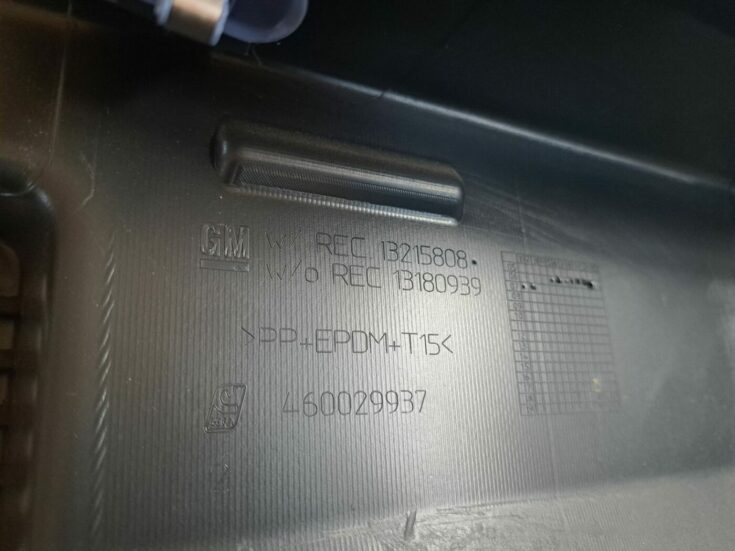 GM W/ REC 13215808
W/o REC 13180939
>PP+EPDM+T15<
460029937